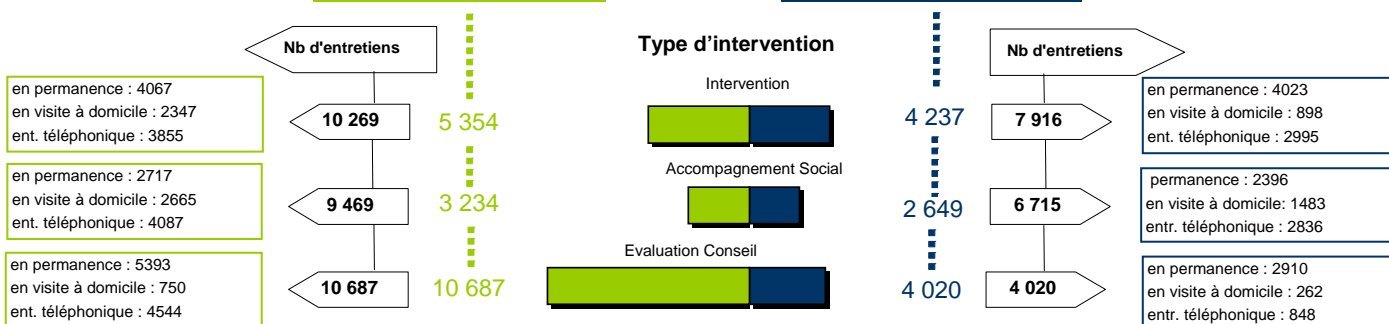 Nb d'entretiens
Type d'intervention
Nb d'entretiens
Intervention
en permanence : 4067
en visite à domicile : 2347
ent. téléphonique : 3855
10 269
5 354
4 237
7 916
en permanence : 4023
en visite à domicile : 898
ent. téléphonique : 2995
Accompagnement Social
en permanence : 2717
en visite à domicile : 2665
ent. téléphonique : 4087
9 469
3 234
2 649
6 715
permanence : 2396
en visite à domicile: 1483
entr. téléphonique : 2836
Evaluation Conseil
en permanence : 5393
en visite à domicile : 750
ent. téléphonique : 4544
10 687
10 687
4 020
4 020
en permanence : 2910
en visite à domicile : 262
entr. téléphonique : 848